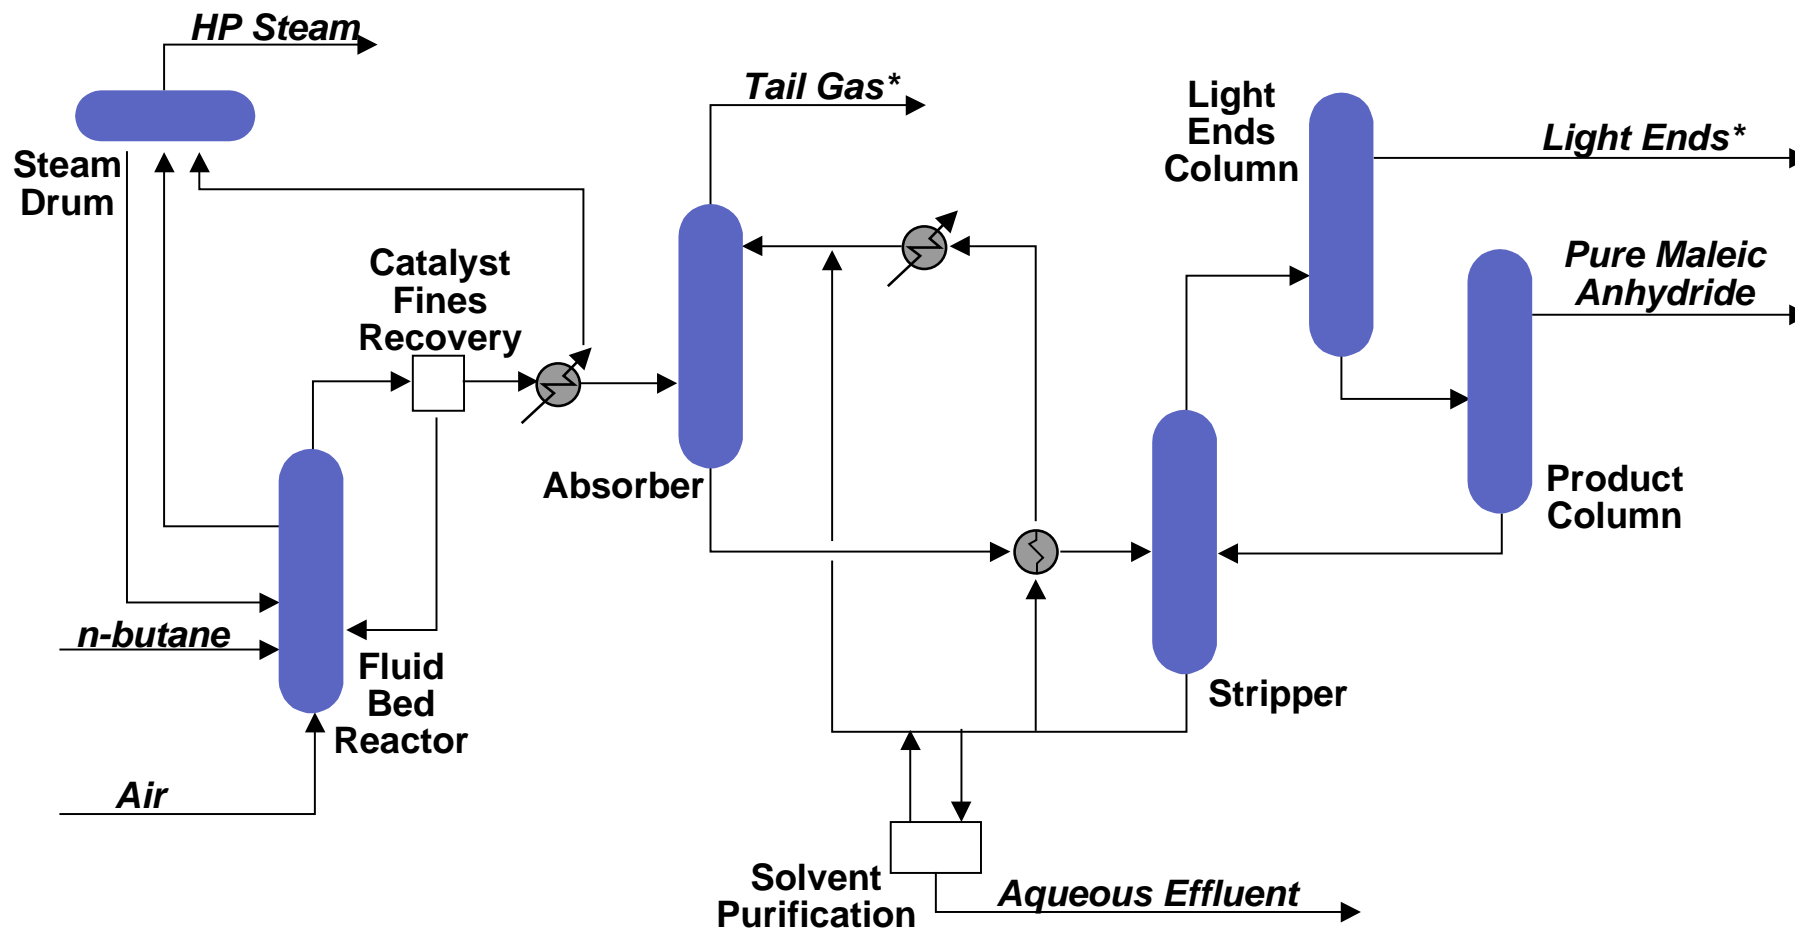 HP Steam
Tail Gas*
Light
Ends
Column
Light Ends*
Steam
Drum
Catalyst
Fines
Recovery
Pure Maleic
Anhydride
Absorber
Product
Column
n-butane
Fluid
Bed
Reactor
Stripper
Air
Solvent
Purification
Aqueous Effluent